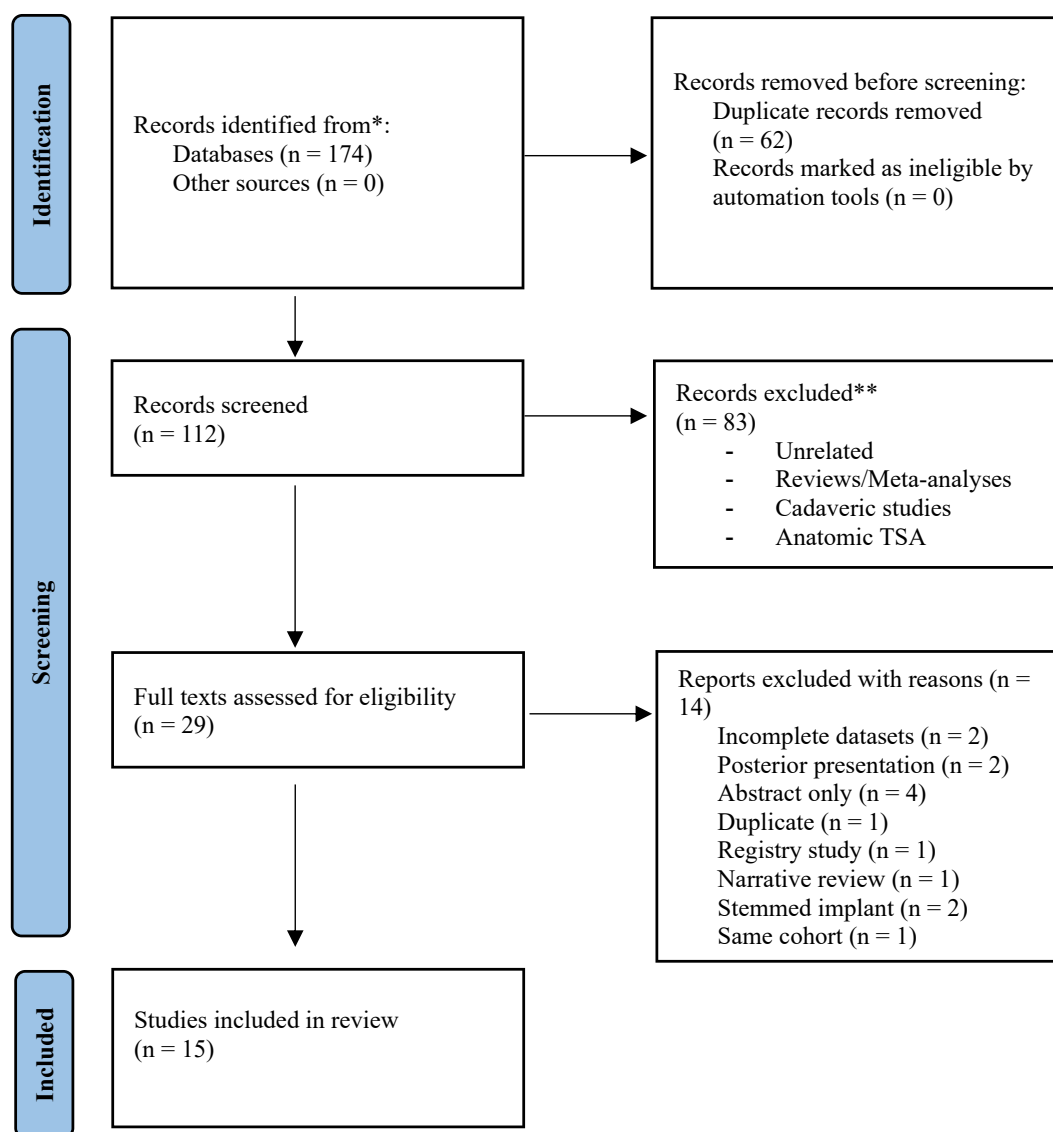 Identification
Records identified from*:
Databases (n = 174)
Other sources (n = 0)
Records removed before screening:
Duplicate records removed
(n = 62)
Records marked as ineligible by
automation tools (n = 0)
Screening
Records screened
(n = 112)
Records excluded**
(n = 83)
- Unrelated
- Reviews/Meta-analyses
- Cadaveric studies
- Anatomic TSA
Full texts assessed for eligibility
(n = 29)
Reports excluded with reasons (n =
14)
Incomplete datasets (n = 2)
Posterior presentation (n = 2)
Abstract only (n = 4)
Duplicate (n = 1)
Registry study (n = 1)
Narrative review (n = 1)
Stemmed implant (n = 2)
Same cohort (n = 1)
Included
Studies included in review
(n = 15)